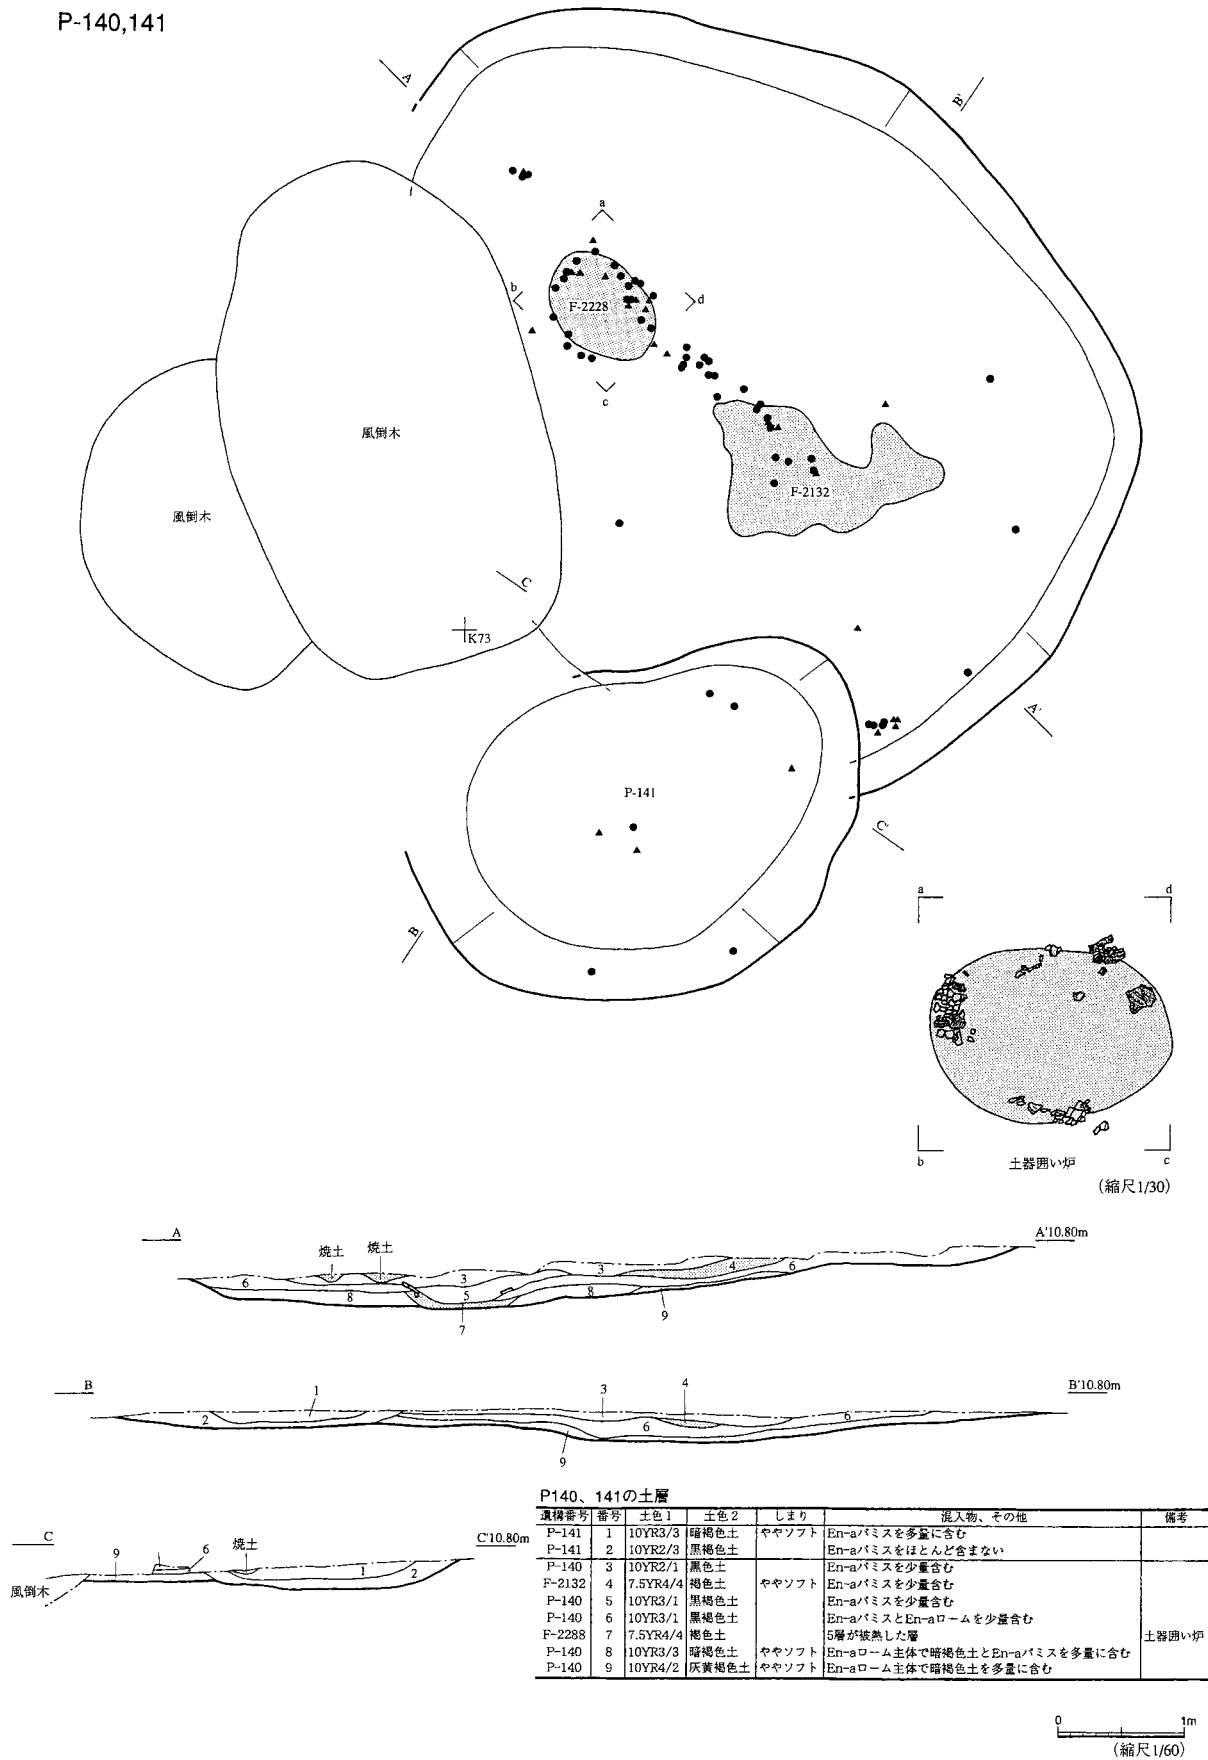 P-140,141
A
B'
a
b
d
F-2228
c
風倒木
風倒木
F-2132
C
K73
A'
P-141
C'
B
a d
b 土器囲い炉 c
(縮尺1/30)
A 焼土 焼土 A'10.80m
6 3 3 4 6
8 5 8 9
7
B 1 3 4 B'10.80m
2 6 6
9
C 9 6 焼土 C'10.80m
風倒木 1 2
P140、141の土層
遺構番号 番号 土色1 土色2 しまり 混入物、その他 備考
P-141 1 10YR3/3 暗褐色土 ややソフト En-aパミスを多量に含む
P-141 2 10YR2/3 黒褐色土 En-aパミスをほとんど含まない
P-140 3 10YR2/1 黒色土 En-aパミスを少量含む
F-2132 4 7.5YR4/4 褐色土 ややソフト En-aパミスを少量含む
P-140 5 10YR3/1 黒褐色土 En-aパミスを少量含む
P-140 6 10YR3/1 黒褐色土 En-aパミスとEn-aロームを少量含む
F-2288 7 7.5YR4/4 褐色土 5層が被熱した層 土器囲い炉
P-140 8 10YR3/3 暗褐色土 ややソフト En-aローム主体で暗褐色土とEn-aパミスを多量に含む
P-140 9 10YR4/2 灰黄褐色土 ややソフト En-aローム主体で暗褐色土を多量に含む
0 1m
(縮尺1/60)